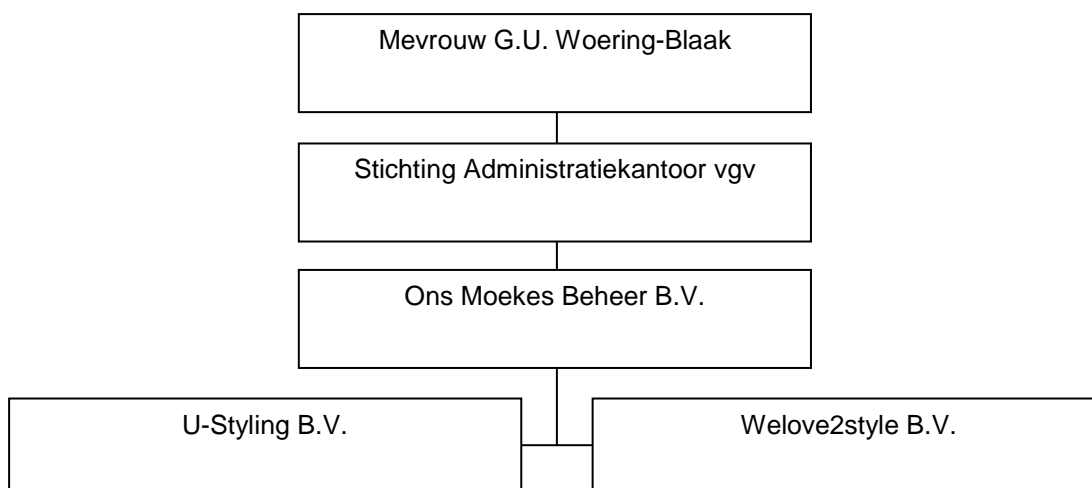 Mevrouw G.U. Woering-Blaak
Stichting Administratiekantoor vgv
Ons Moekes Beheer B.V.
U-Styling B.V.
Welove2style B.V.